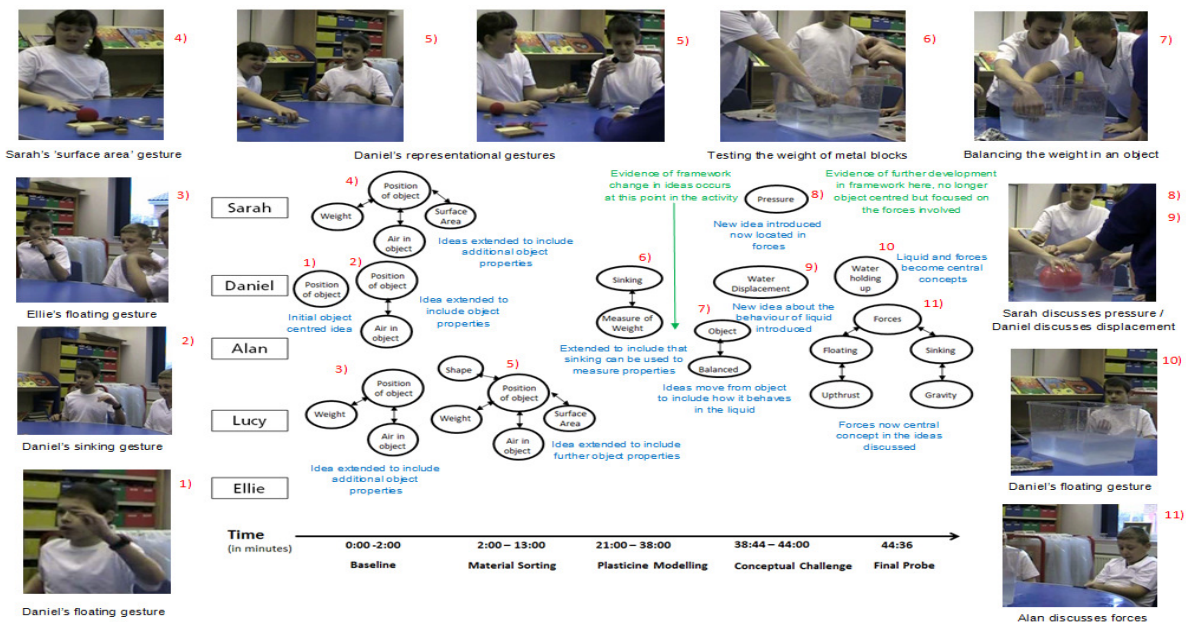 4)
5)
5)
6)
7)
Sarah's 'surface area' gesture
Daniel's representational gestures
Testing the weight of metal blocks
Balancing the weight in an object
3)
Ellie's floating gesture
2)
Daniel's sinking gesture
1)
Daniel's floating gesture
Sarah
Daniel
Alan
Lucy
Ellie
4)
Position
of object
Weight
Surface
Area
Air in
object
Ideas extended to include
additional object
properties
1)
Position
of object
Initial object
centred idea
2)
Position
of object
Air in
object
Idea extended to
include object
properties
3)
Position
of object
Weight
Air in
object
Idea extended to include
additional object
properties
5)
Shape
Position
of object
Weight
Surface
Area
Air in
object
Idea extended to include
further object properties
Evidence of framework
change in ideas occurs
at this point in the activity
6)
Sinking
Measure of
Weight
Extended to include that
sinking can be used to
measure properties
7)
Object
Balanced
Ideas move from object
to include how it behaves
in the liquid
8)
Pressure
New idea introduced
now located in
forces
9)
Water
Displacement
New idea about the
behaviour of liquid
introduced
Evidence of further development
in framework here, no longer
object centred but focused on
the forces involved
10
Water
holding
up
Liquid and forces
become central
concepts
11)
Forces
Floating
Sinking
Upthrust
Gravity
Forces now central
concept in the ideas
discussed
8)
9)
Sarah discusses pressure /
Daniel discusses displacement
10)
Daniel's floating gesture
11)
Alan discusses forces
Time
(in minutes)
0:00 -2:00
2:00 – 13:00
21:00 – 38:00
38:44 – 44:00
44:36
Baseline
Material Sorting
Plasticine Modelling
Conceptual Challenge
Final Probe